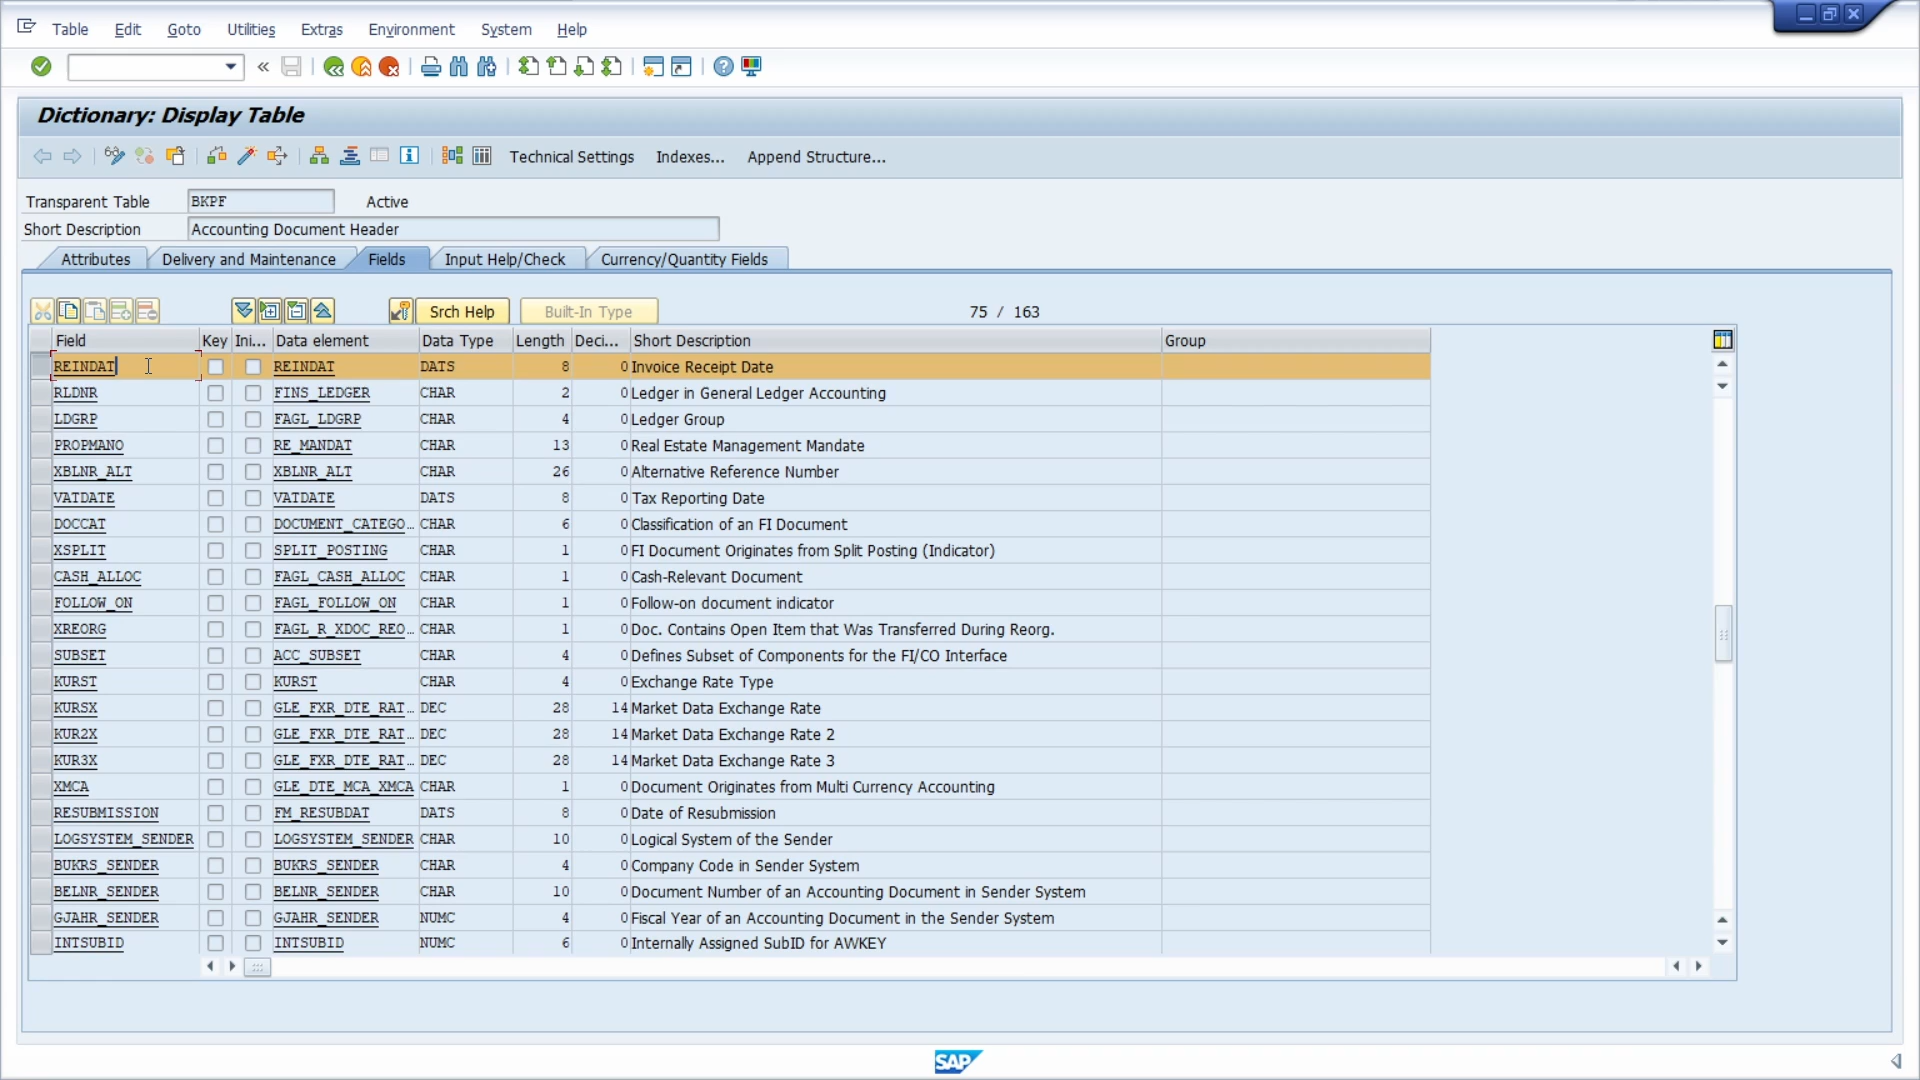 Table Edit Goto Utilities Extras Environment System Help
Dictionary: Display Table
Technical Settings Indexes... Append Structure...
Transparent Table BKPF Active
Short Description Accounting Document Header
Attributes Delivery and Maintenance Fields Input Help/Check Currency/Quantity Fields
Srch Help Built-In Type 75 / 163
Field Key Ini... Data element Data Type Length Deci... Short Description Group
REINDAT REINDAT DATS 8 0 Invoice Receipt Date
RLDNR FINS_LEDGER CHAR 2 0 Ledger in General Ledger Accounting
LDGRP FAGL_LDGRP CHAR 4 0 Ledger Group
PROPMANO RE_MANDAT CHAR 13 0 Real Estate Management Mandate
XBLNR_ALT XBLNR_ALT CHAR 26 0 Alternative Reference Number
VATDATE VATDATE DATS 8 0 Tax Reporting Date
DOCCAT DOCUMENT_CATEGO... CHAR 6 0 Classification of an FI Document
XSPLIT SPLIT_POSTING CHAR 1 0 FI Document Originates from Split Posting (Indicator)
CASH_ALLOC FAGL_CASH_ALLOC CHAR 1 0 Cash-Relevant Document
FOLLOW_ON FAGL_FOLLOW_ON CHAR 1 0 Follow-on document indicator
XREORG FAGL_R_XDOC_REO... CHAR 1 0 Doc. Contains Open Item that Was Transferred During Reorg.
SUBSET ACC_SUBSET CHAR 4 0 Defines Subset of Components for the FI/CO Interface
KURST KURST CHAR 4 0 Exchange Rate Type
KURSX GLE_FXR_DTE_RAT... DEC 28 14 Market Data Exchange Rate
KUR2X GLE_FXR_DTE_RAT... DEC 28 14 Market Data Exchange Rate 2
KUR3X GLE_FXR_DTE_RAT... DEC 28 14 Market Data Exchange Rate 3
XMCA GLE_DTE_MCA_XMCA CHAR 1 0 Document Originates from Multi Currency Accounting
RESUBMISSION FM_RESUBDAT DATS 8 0 Date of Resubmission
LOGSYSTEM_SENDER LOGSYSTEM_SENDER CHAR 10 0 Logical System of the Sender
BUKRS_SENDER BUKRS_SENDER CHAR 4 0 Company Code in Sender System
BELNR_SENDER BELNR_SENDER CHAR 10 0 Document Number of an Accounting Document in Sender System
GJAHR_SENDER GJAHR_SENDER NUMC 4 0 Fiscal Year of an Accounting Document in the Sender System
INTSUBID INTSUBID NUMC 6 0 Internally Assigned SubID for AWKEY
SAP